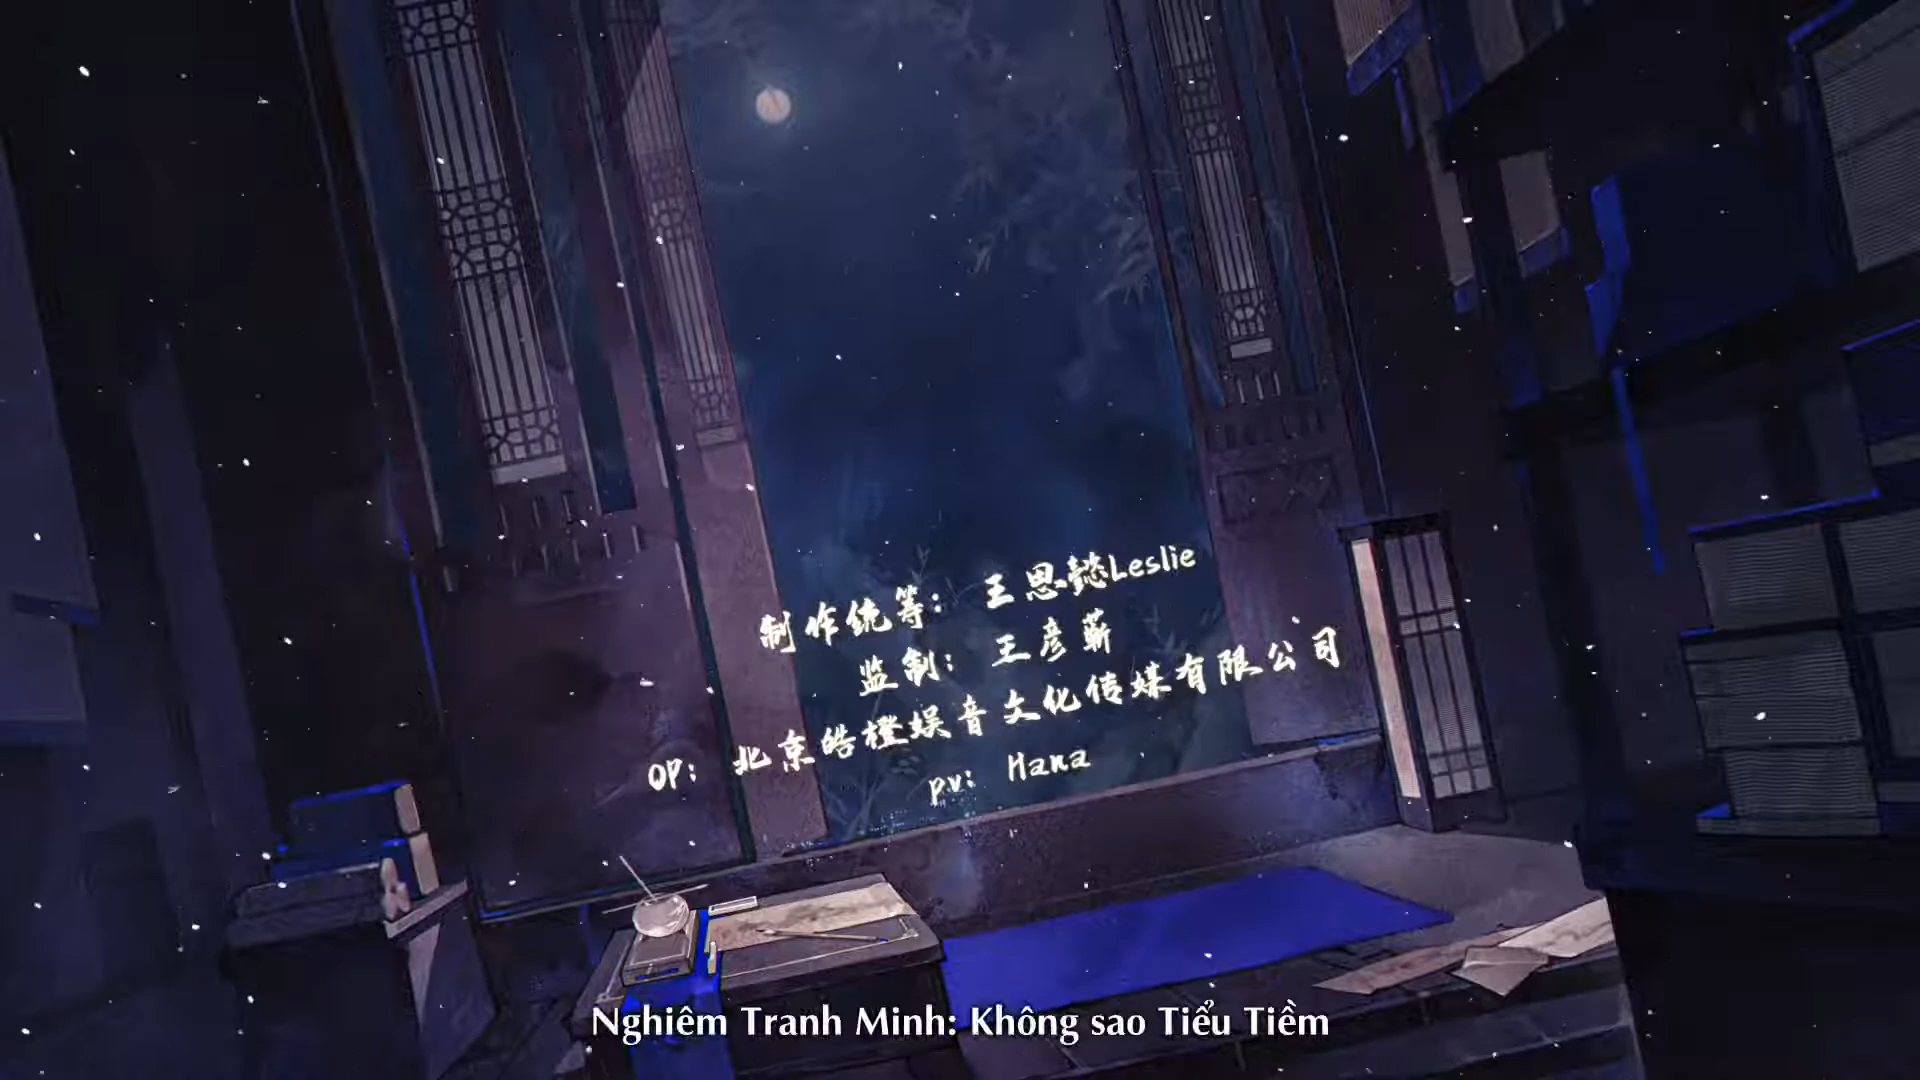 制作统筹： 王思懿Leslie
监制： 王彦蕲
OP： 北京皓橙娱音文化传媒有限公司
pv： Hana
Nghiêm Tranh Minh: Không sao Tiểu Tiềm